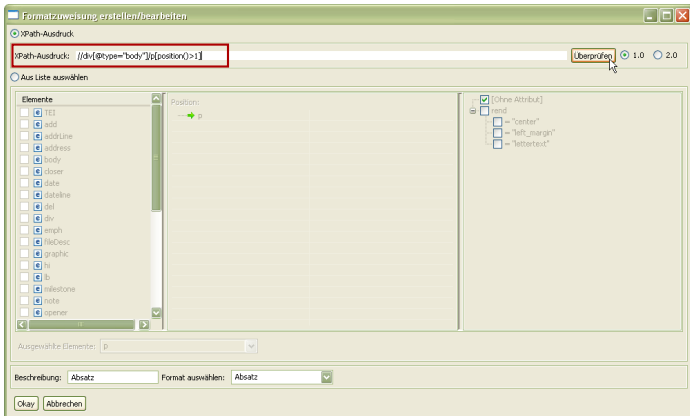 Formatzuweisung erstellen/bearbeiten
XPath-Ausdruck
XPath-Ausdruck: //div[@type="body"]/p[position()>1] Überprüfen 1.0 2.0
Aus Liste auswählen
Elemente
TEI
add
addrLine
address
body
closer
date
dateline
del
div
emph
fileDesc
graphic
hi
lb
milestone
note
opener
Position:
p
[Ohne Attribut]
rend
= "center"
= "left_margin"
= "lettertext"
Ausgewählte Elemente: p
Beschreibung: Absatz Format auswählen: Absatz
Okay Abbrechen